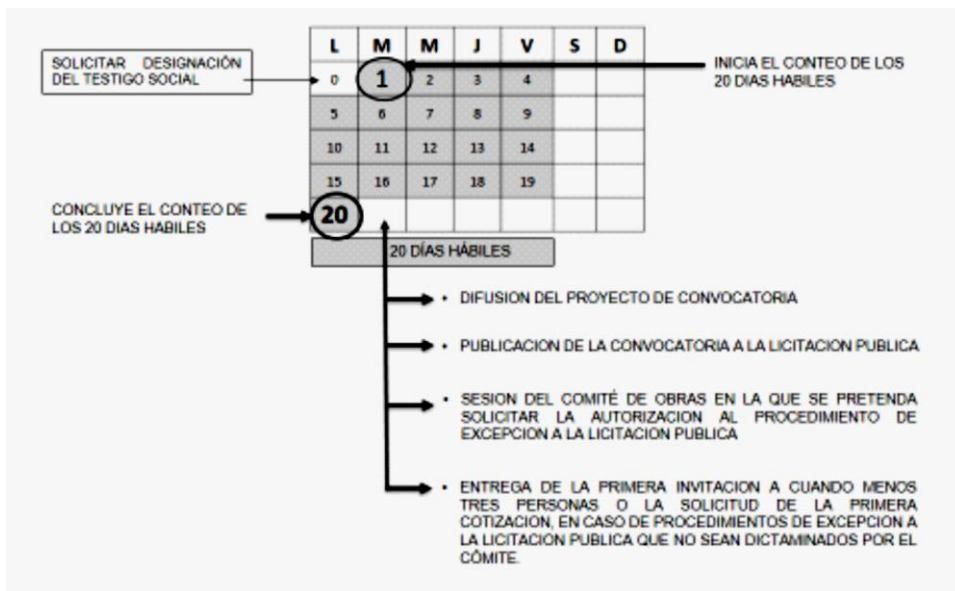 L M M J V S D
SOLICITAR DESIGNACIÓN
DEL TESTIGO SOCIAL
0 1 2 3 4
INICIA EL CONTEO DE LOS
20 DIAS HABILES
5 6 7 8 9
10 11 12 13 14
15 16 17 18 19
CONCLUYE EL CONTEO DE
LOS 20 DIAS HABILES
20
20 DÍAS HÁBILES
• DIFUSION DEL PROYECTO DE CONVOCATORIA
• PUBLICACION DE LA CONVOCATORIA A LA LICITACION PUBLICA
• SESION DEL COMITÉ DE OBRAS EN LA QUE SE PRETENDA
SOLICITAR LA AUTORIZACION AL PROCEDIMIENTO DE
EXCEPCION A LA LICITACION PUBLICA
• ENTREGA DE LA PRIMERA INVITACION A CUANDO MENOS
TRES PERSONAS O LA SOLICITUD DE LA PRIMERA
COTIZACION, EN CASO DE PROCEDIMIENTOS DE EXCEPCION A
LA LICITACION PUBLICA QUE NO SEAN DICTAMINADOS POR EL
CÓMITE.